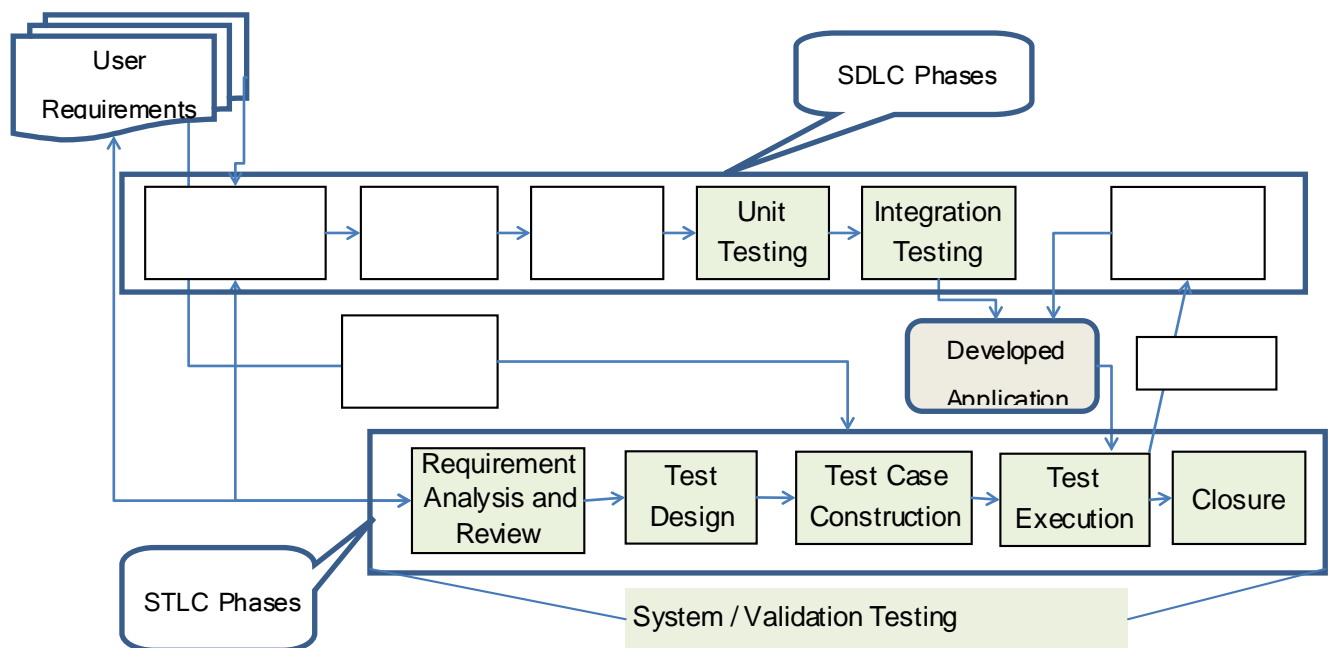 User
Requirements
SDLC Phases
Unit
Testing
Integration
Testing
Developed
Application
Requirement
Analysis and
Review
Test
Design
Test Case
Construction
Test
Execution
Closure
STLC Phases
System / Validation Testing